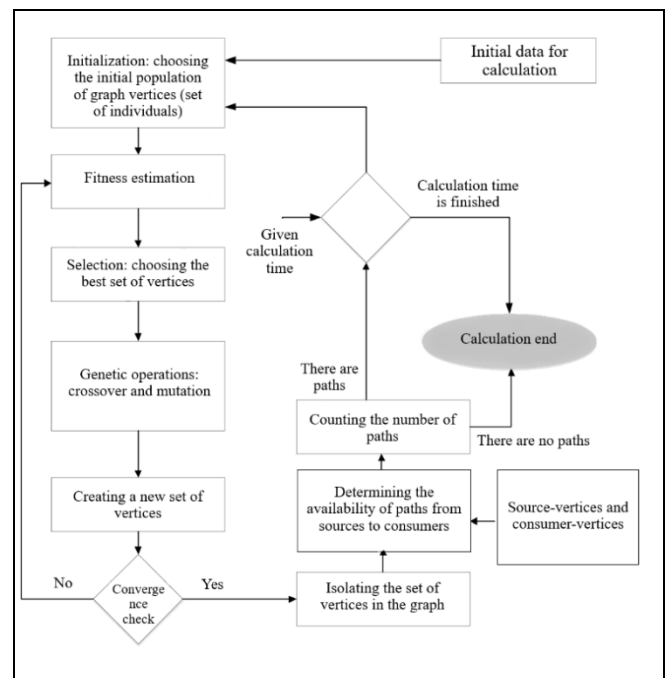 Initialization: choosing
the initial population
of graph vertices (set
of individuals)
Initial data for
calculation
Fitness estimation
Calculation time
is finished
Given
calculation
time
Selection: choosing the
best set of vertices
Calculation end
There are
paths
Genetic operations:
crossover and mutation
Counting the number of
paths
There are no paths
Creating a new set of
vertices
Determining the
availability of paths from
sources to consumers
Source-vertices and
consumer-vertices
No
Converge
nce
check
Yes
Isolating the set of
vertices in the graph